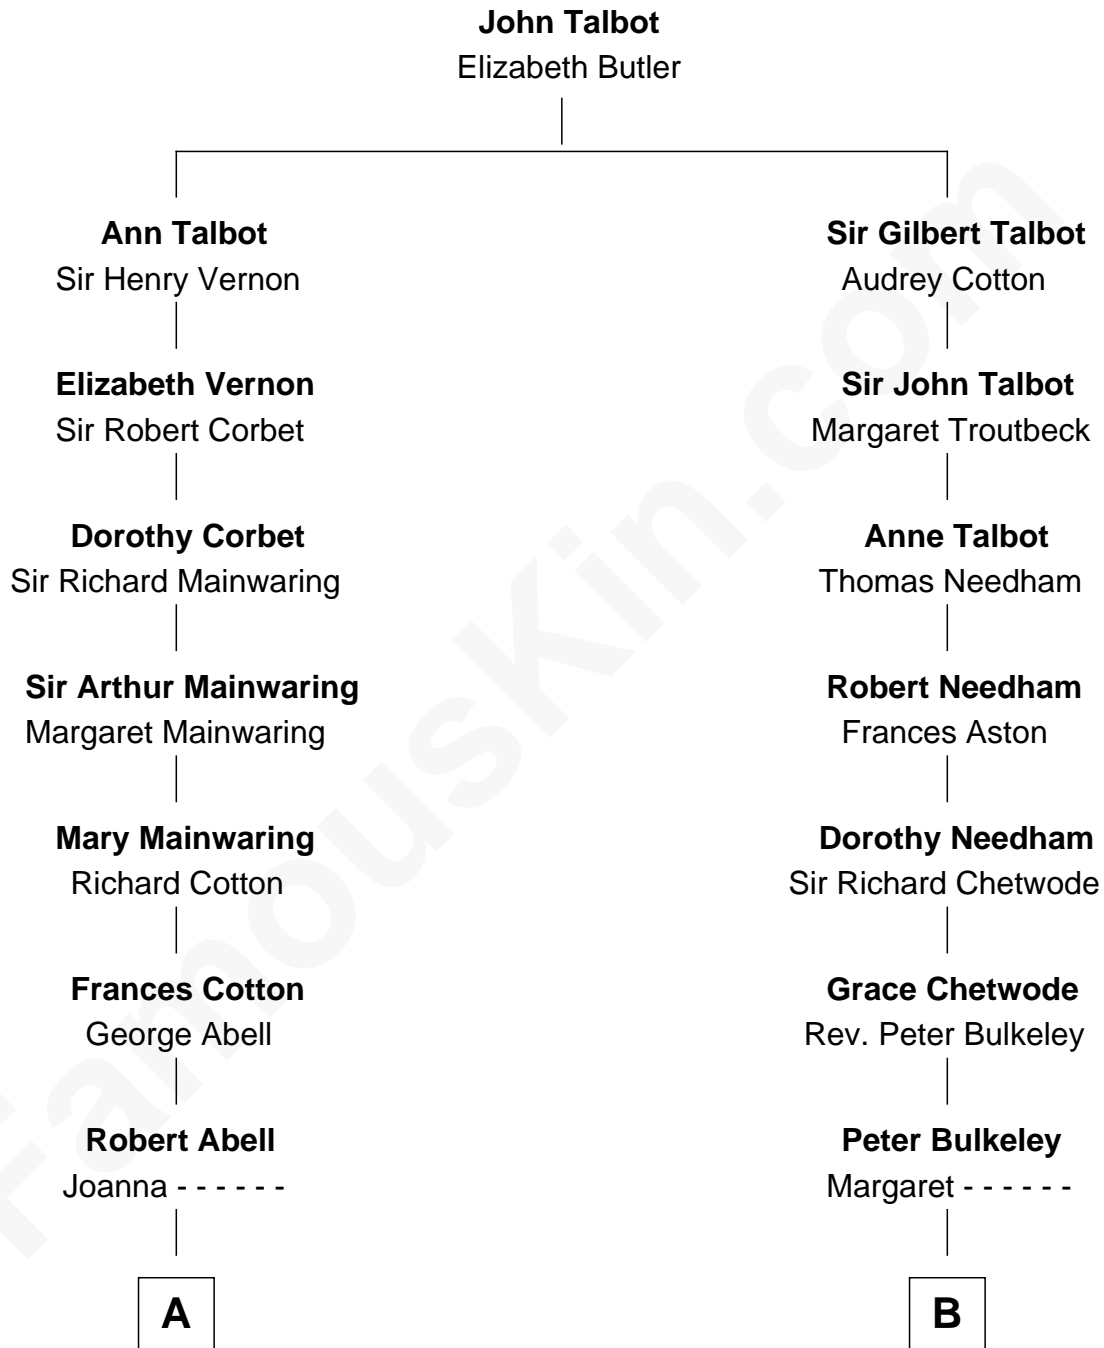 John Talbot
Elizabeth Butler
Ann Talbot
Sir Henry Vernon
Sir Gilbert Talbot
Audrey Cotton
Elizabeth Vernon
Sir Robert Corbet
Sir John Talbot
Margaret Troutbeck
Dorothy Corbet
Sir Richard Mainwaring
Anne Talbot
Thomas Needham
Sir Arthur Mainwaring
Margaret Mainwaring
Robert Needham
Frances Aston
Mary Mainwaring
Richard Cotton
Dorothy Needham
Sir Richard Chetwode
Frances Cotton
George Abell
Grace Chetwode
Rev. Peter Bulkeley
Robert Abell
Joanna - - - - - -
Peter Bulkeley
Margaret - - - - - -
A
B
FamousKin.com